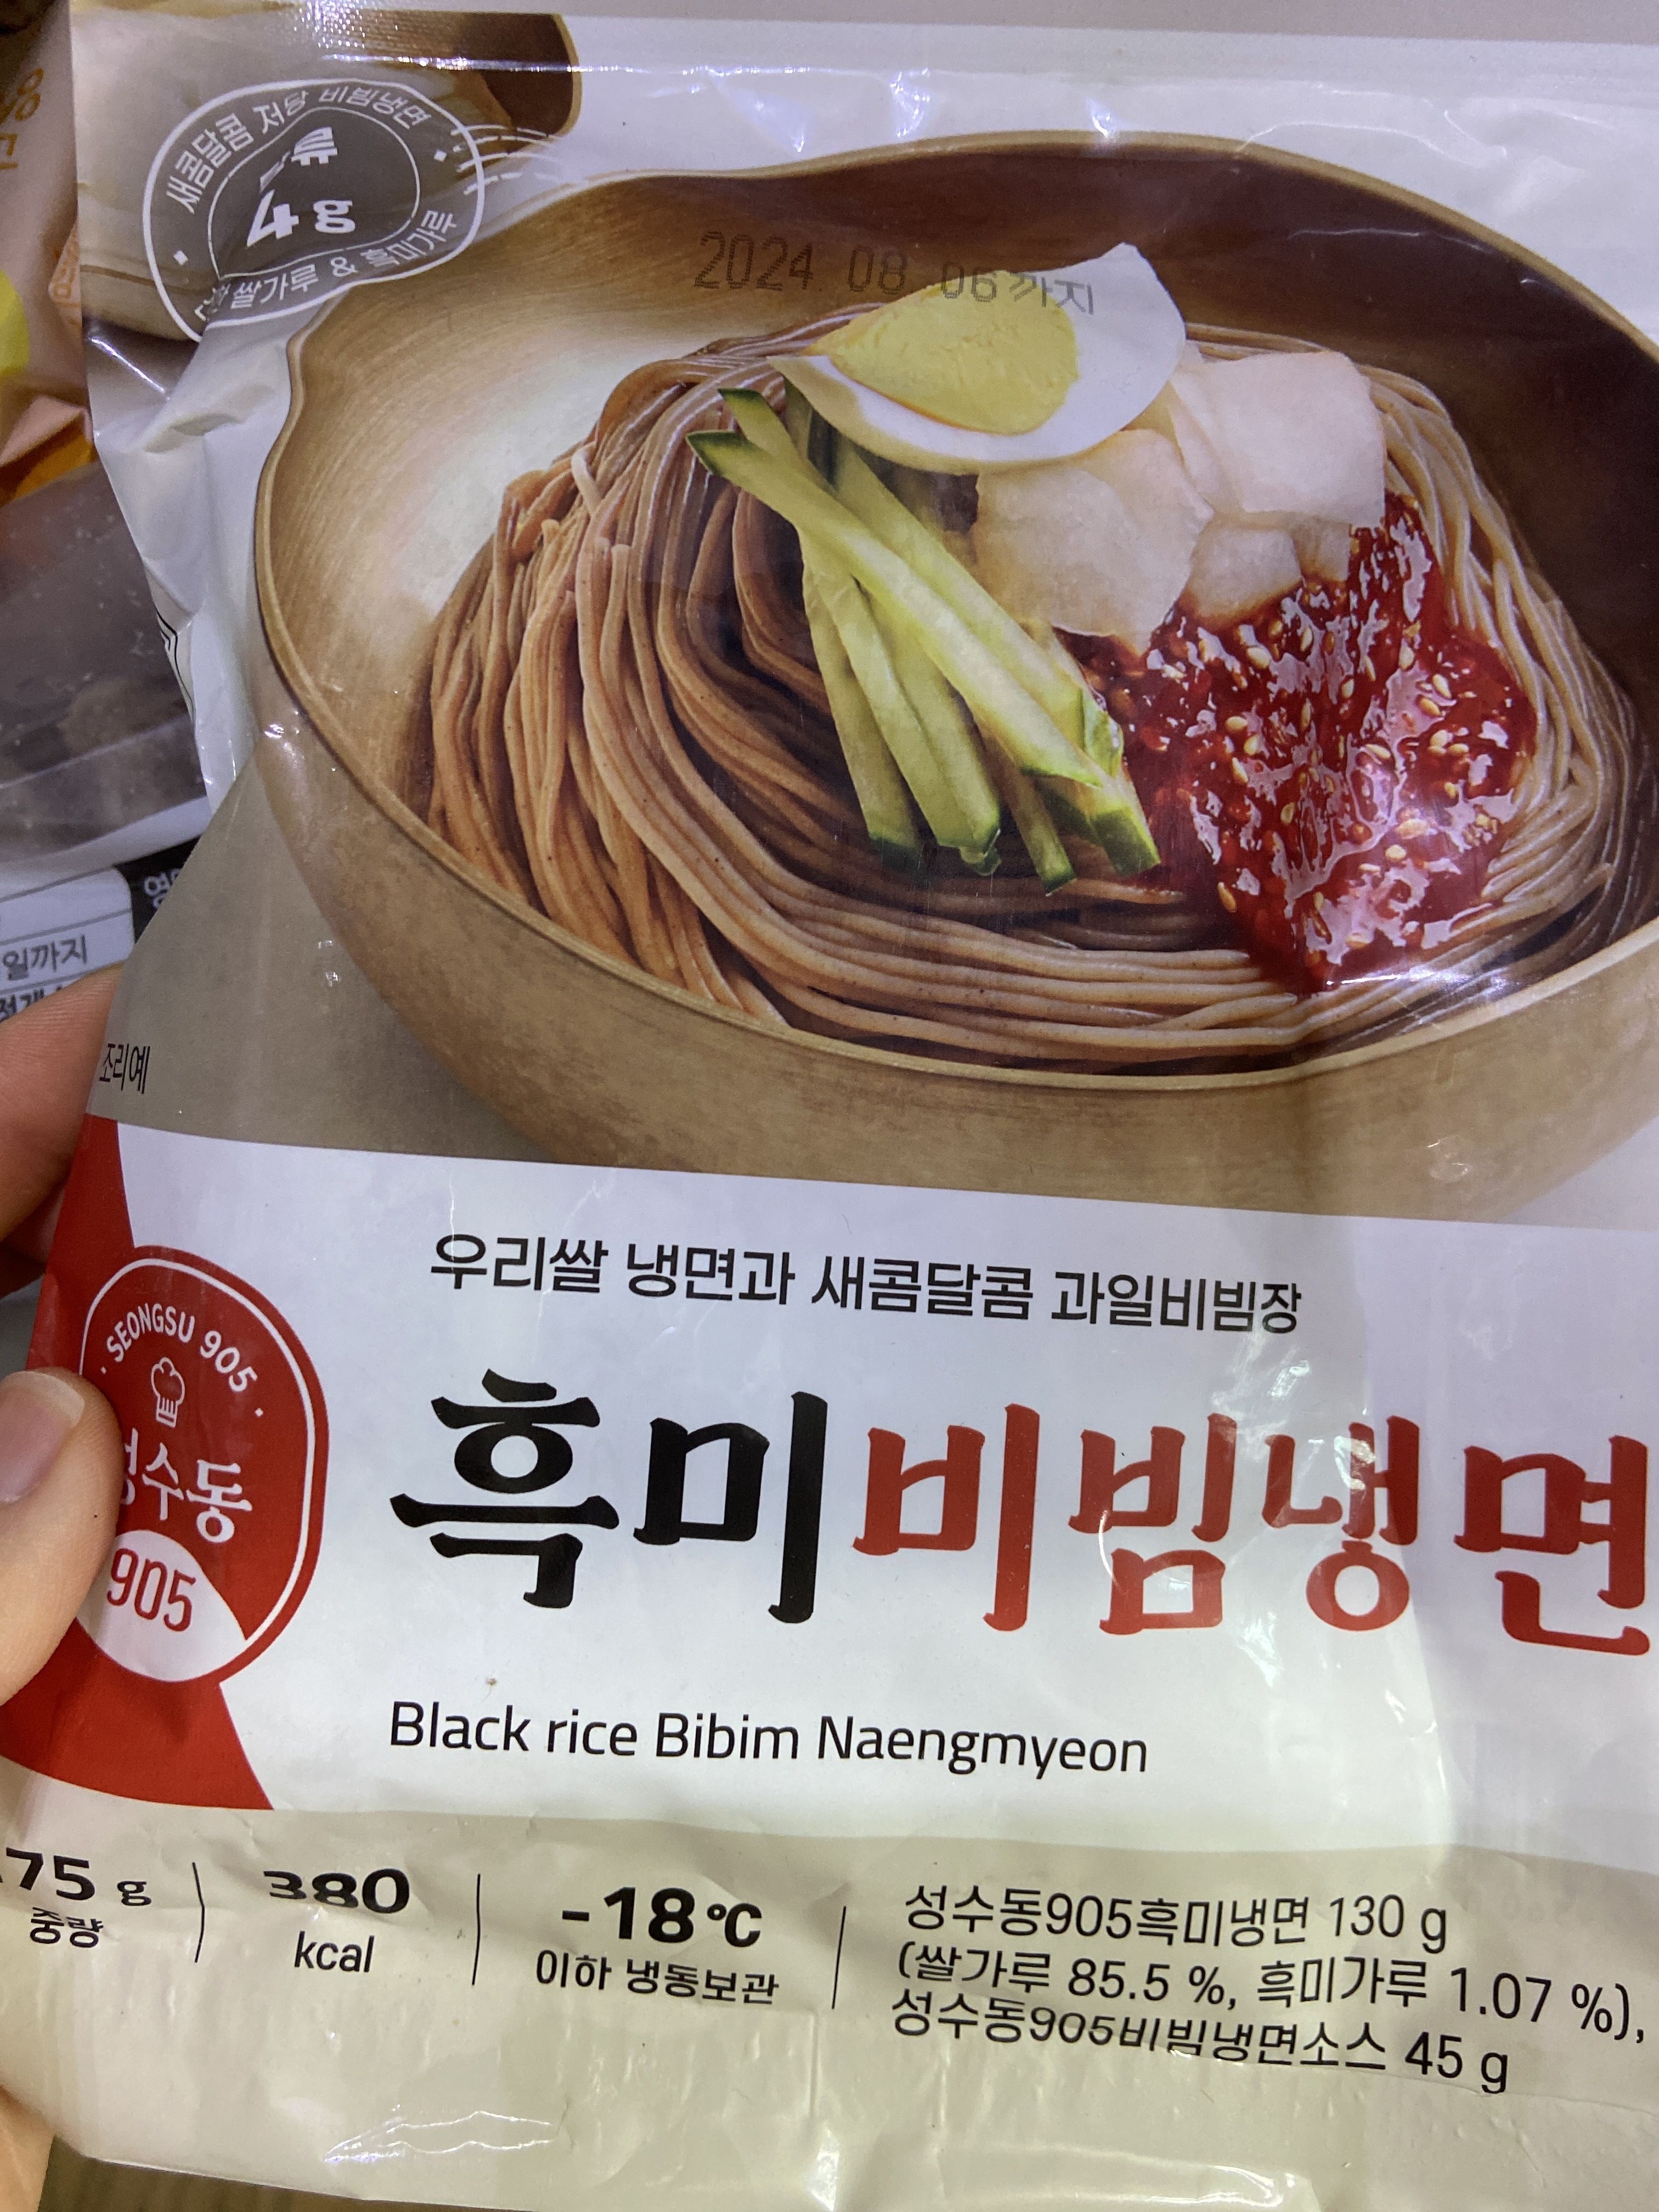 새콤달콤 저당 비빔냉면
류
4 g
쌀가루 & 흑미가루
2024. 08. 06 까지
일까지
조리예
우리쌀 냉면과 새콤달콤 과일비빔장
SEONGSU 905
수동
905
흑미비빔냉면
Black rice Bibim Naengmyeon
75 g
중량
380
kcal
-18℃
이하 냉동보관
성수동905흑미냉면 130 g
(쌀가루 85.5 %, 흑미가루 1.07 %),
성수동905비빔냉면소스 45 g